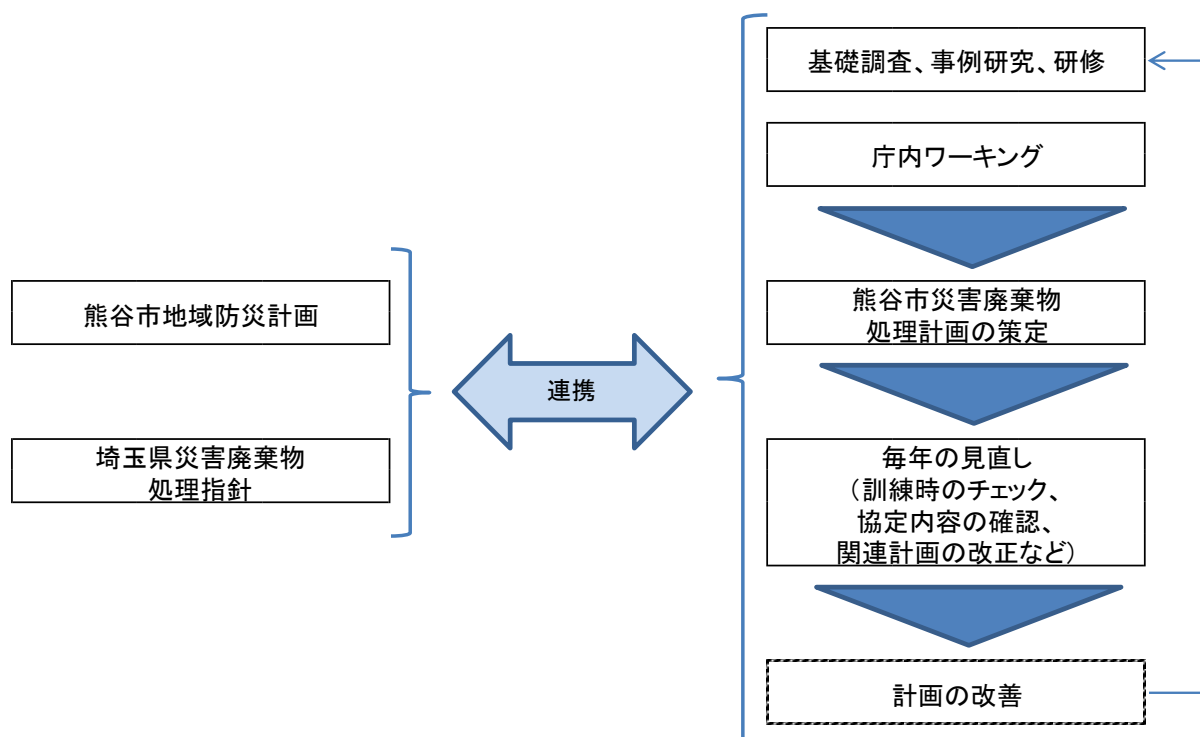 熊谷市地域防災計画
埼玉県災害廃棄物
処理指針
連携
基礎調査、事例研究、研修
庁内ワーキング
熊谷市災害廃棄物
処理計画の策定
毎年の見直し
(訓練時のチェック、
協定内容の確認、
関連計画の改正など)
計画の改善